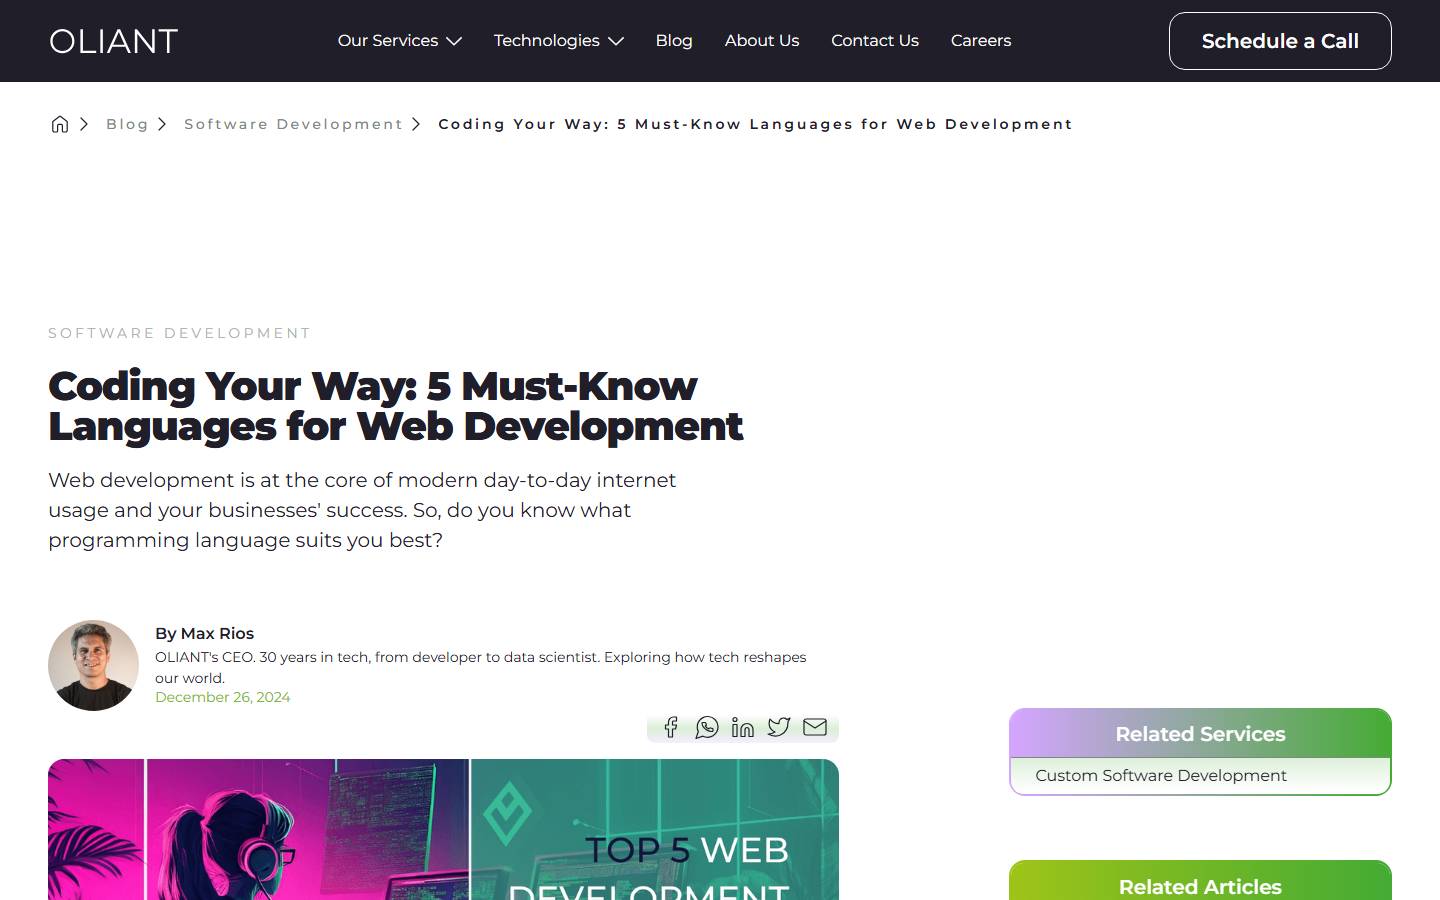 OLIANT
Our Services
Technologies
Blog
About Us
Contact Us
Careers
Schedule a Call
Blog
Software Development
Coding Your Way: 5 Must-Know Languages for Web Development
SOFTWARE DEVELOPMENT
Coding Your Way: 5 Must-Know
Languages for Web Development
Web development is at the core of modern day-to-day internet
usage and your businesses' success. So, do you know what
programming language suits you best?
By Max Rios
OLIANT's CEO. 30 years in tech, from developer to data scientist. Exploring how tech reshapes
our world.
December 26, 2024
TOP 5 WEB
DEVELOPMENT
Related Services
Custom Software Development
Related Articles